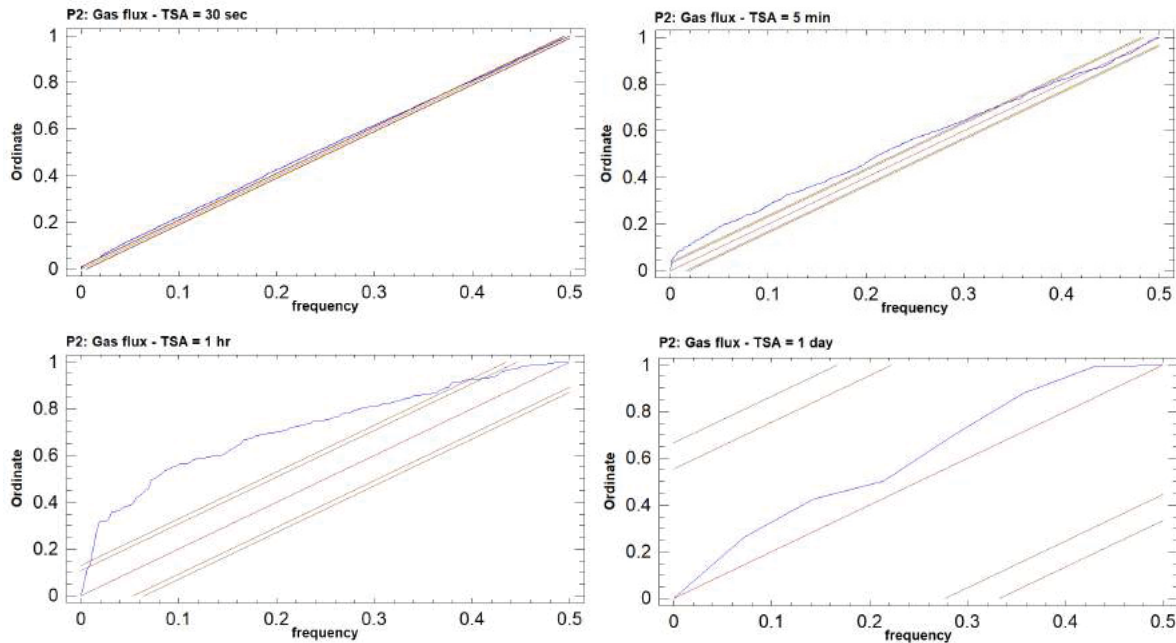 P2: Gas flux - TSA = 30 sec
1
0.8
0.6
0.4
0.2
0
Ordinate
0 0.1 0.2 0.3 0.4 0.5
frequency
P2: Gas flux - TSA = 5 min
1
0.8
0.6
0.4
0.2
0
Ordinate
0 0.1 0.2 0.3 0.4 0.5
frequency
P2: Gas flux - TSA = 1 hr
1
0.8
0.6
0.4
0.2
0
Ordinate
0 0.1 0.2 0.3 0.4 0.5
frequency
P2: Gas flux - TSA = 1 day
1
0.8
0.6
0.4
0.2
0
Ordinate
0 0.1 0.2 0.3 0.4 0.5
frequency